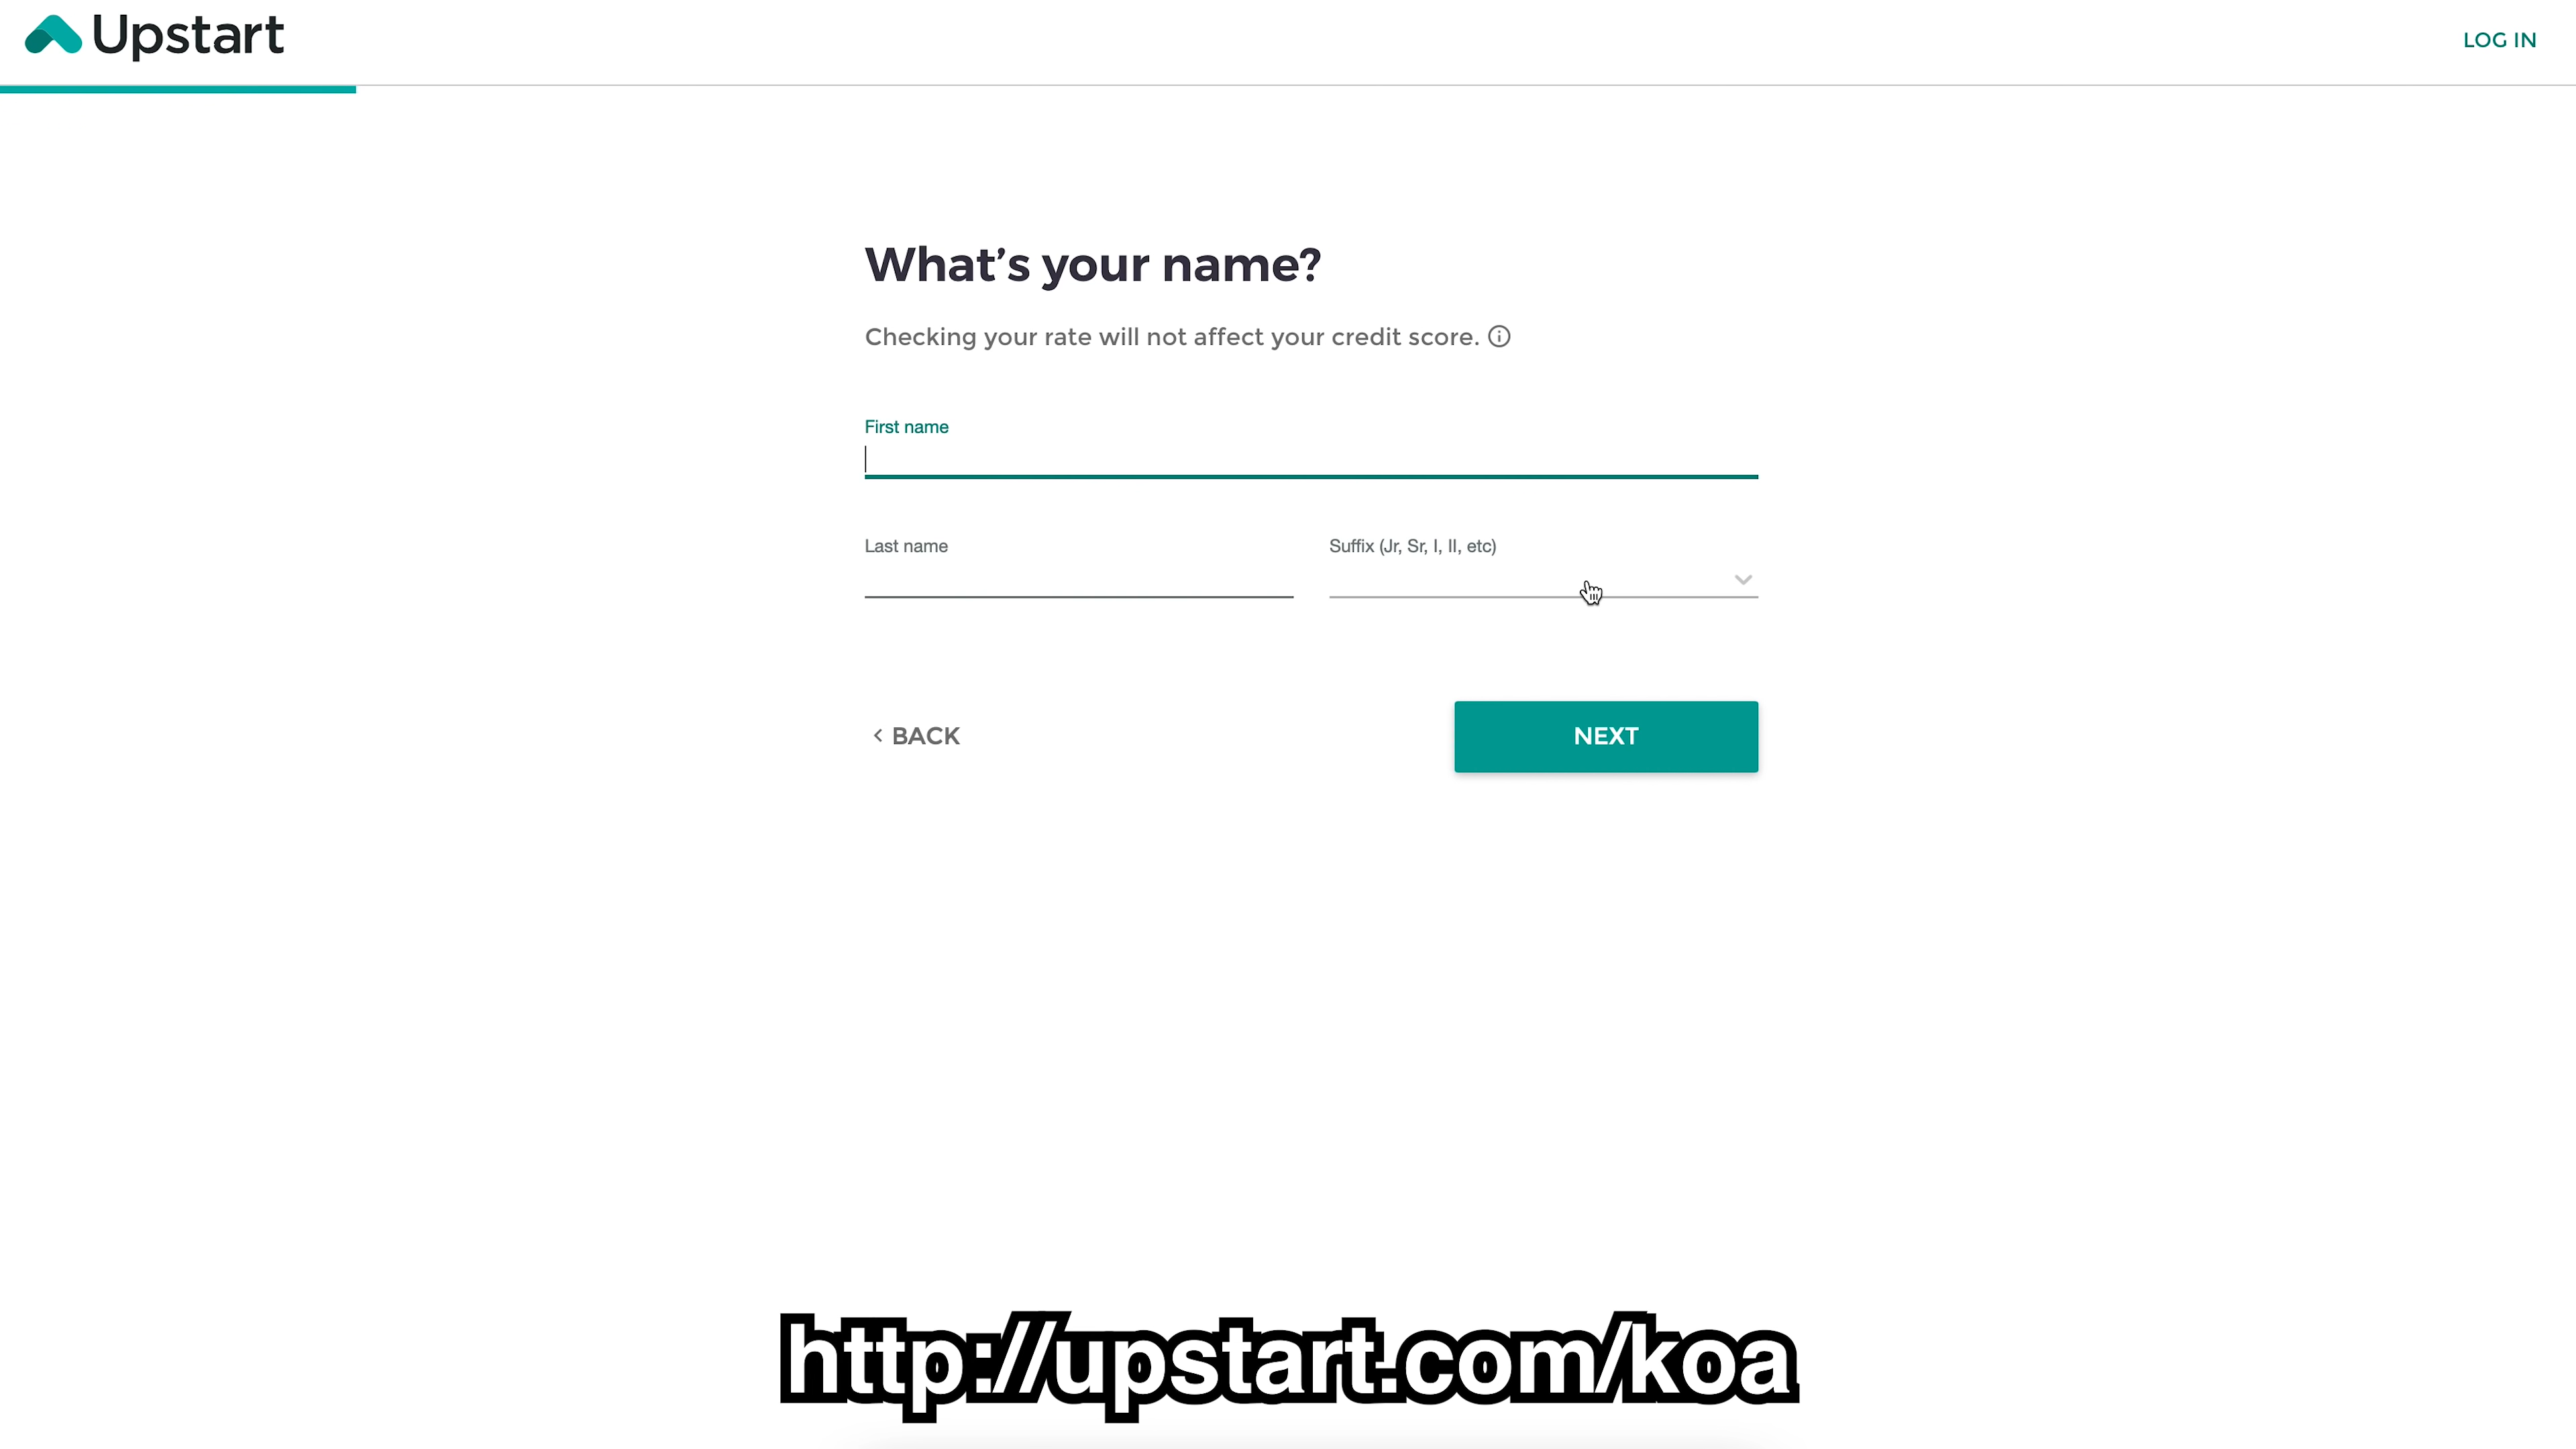 Upstart
LOG IN
What’s your name?
Checking your rate will not affect your credit score.
First name
Last name
Suffix (Jr, Sr, I, II, etc)
BACK
NEXT
http://upstart.com/koa